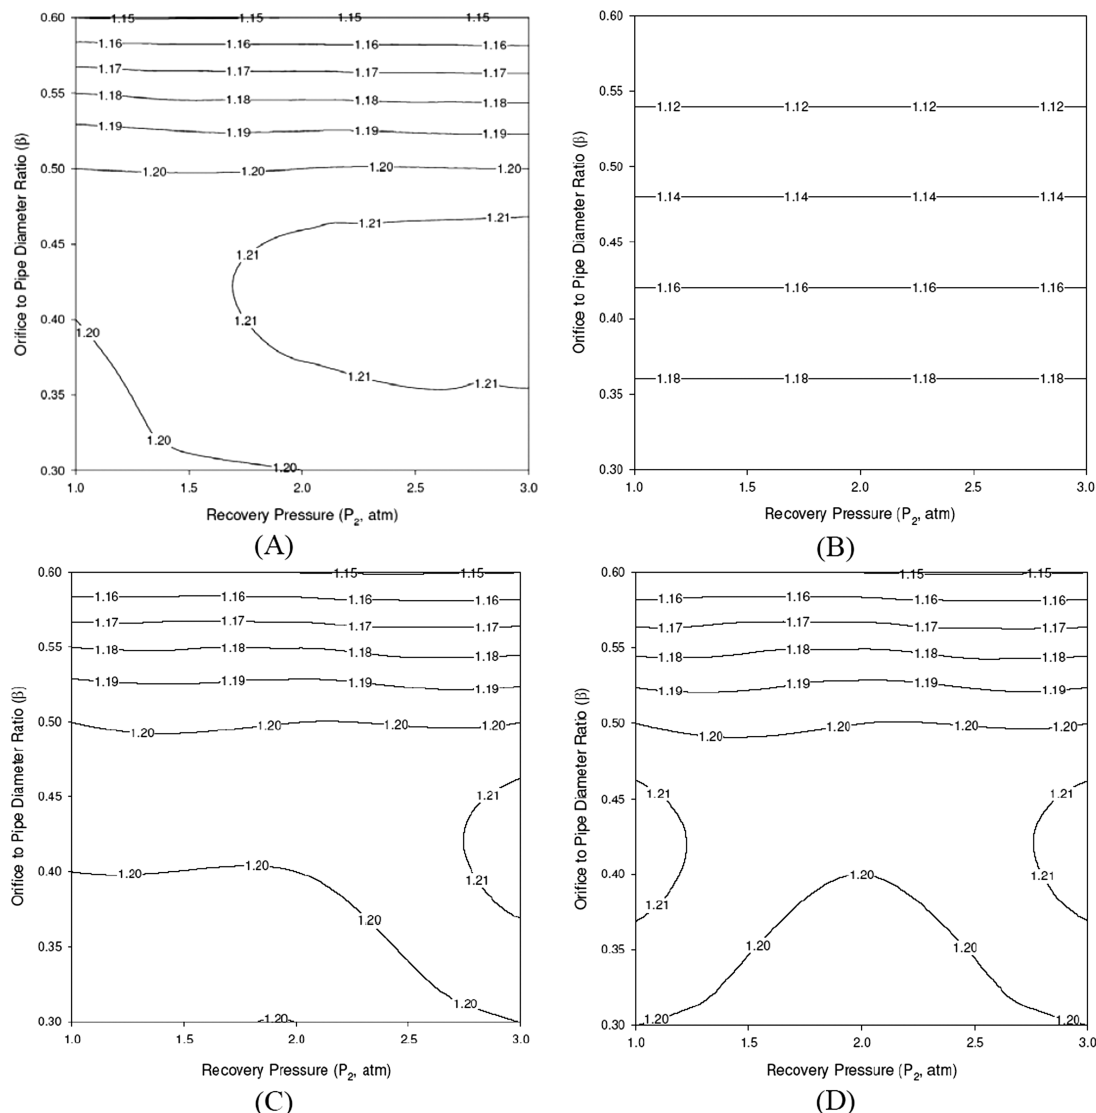 0.60 1.15 1.15 1.15 1.15
1.16 1.16 1.16 1.16
1.17 1.17 1.17 1.17
0.55 1.18 1.18 1.18 1.18
1.19 1.19 1.19 1.19
0.50 1.20 1.20 1.20 1.20
0.45 1.21 1.21 1.21
0.40 1.20 1.21
0.35 1.21 1.21
1.20
0.30 1.20
1.0 1.5 2.0 2.5 3.0
Orifice to Pipe Diameter Ratio (β)
Recovery Pressure (P2, atm)
(A)
0.60
0.55 1.12 1.12 1.12 1.12
0.50 1.14 1.14 1.14 1.14
0.45
0.40 1.16 1.16 1.16 1.16
0.35 1.18 1.18 1.18 1.18
0.30
1.0 1.5 2.0 2.5 3.0
Orifice to Pipe Diameter Ratio (β)
Recovery Pressure (P2, atm)
(B)
0.60 1.15 1.15
1.16 1.16 1.16 1.16
1.17 1.17 1.17 1.17
0.55 1.18 1.18 1.18 1.18
1.19 1.19 1.19 1.19
0.50 1.20 1.20 1.20 1.20
0.45 1.21
0.40 1.20 1.20 1.21
0.35 1.20
1.20
0.30 1.20
1.0 1.5 2.0 2.5 3.0
Orifice to Pipe Diameter Ratio (β)
Recovery Pressure (P2, atm)
(C)
0.60 1.15 1.15
1.16 1.16 1.16 1.16
1.17 1.17 1.17 1.17
0.55 1.18 1.18 1.18 1.18
1.19 1.19 1.19 1.19
0.50 1.20 1.20 1.20 1.20
0.45 1.21 1.21
0.40 1.20 1.21
1.21
0.35 1.20 1.20
0.30 1.20 1.20
1.0 1.5 2.0 2.5 3.0
Orifice to Pipe Diameter Ratio (β)
Recovery Pressure (P2, atm)
(D)